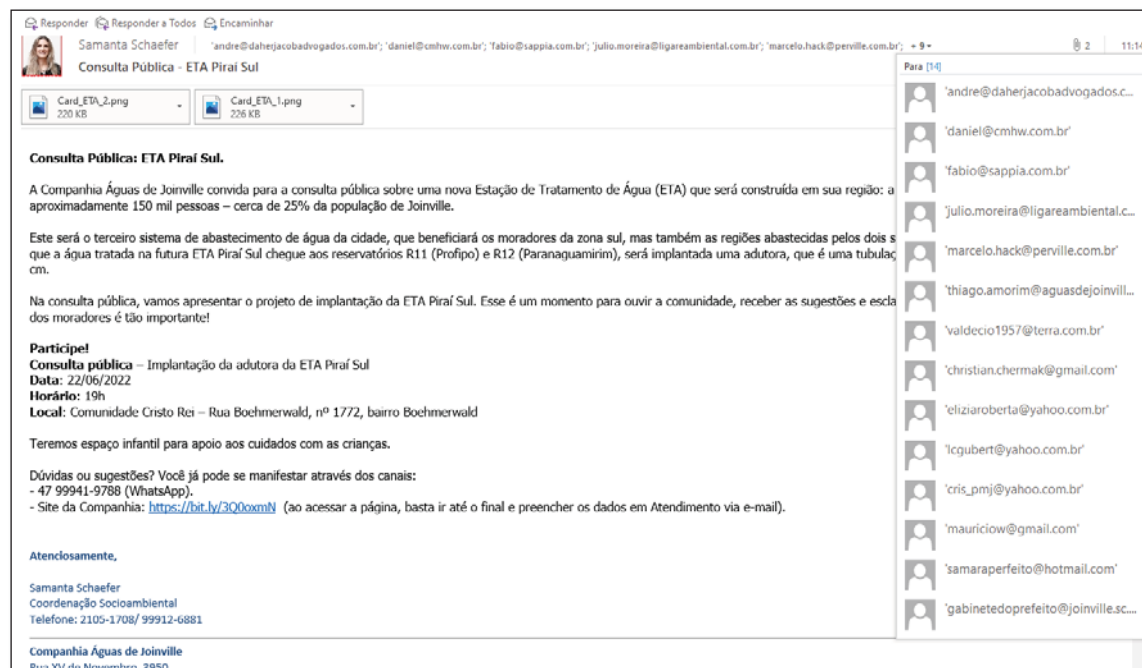 Responder Responder a Todos Encaminhar
Samanta Schaefer 'andre@daherjacobadvogados.com.br'; 'daniel@cmhw.com.br'; 'fabio@sappia.com.br'; 'julio.moreira@ligareambiental.com.br'; 'marcelo.hack@perville.com.br'; + 9
2 11:14
Consulta Pública - ETA Piraí Sul
Card_ETA_2.png
220 KB
Card_ETA_1.png
226 KB
Para [14]
'andre@daherjacobadvogados.c...
'daniel@cmhw.com.br'
'fabio@sappia.com.br'
'julio.moreira@ligareambiental.c...
'marcelo.hack@perville.com.br'
'thiago.amorim@aguasdejoinvill...
'valdecio1957@terra.com.br'
'christian.chermak@gmail.com'
'eliziaroberta@yahoo.com.br'
'lcgubert@yahoo.com.br'
'cris_pmj@yahoo.com.br'
'mauriciow@gmail.com'
'samaraperfeito@hotmail.com'
'gabinetedoprefeito@joinville.sc....
Consulta Pública: ETA Piraí Sul.
A Companhia Águas de Joinville convida para a consulta pública sobre uma nova Estação de Tratamento de Água (ETA) que será construída em sua região: a
aproximadamente 150 mil pessoas – cerca de 25% da população de Joinville.
Este será o terceiro sistema de abastecimento de água da cidade, que beneficiará os moradores da zona sul, mas também as regiões abastecidas pelos dois s
que a água tratada na futura ETA Piraí Sul chegue aos reservatórios R11 (Profipo) e R12 (Paranaguamirim), será implantada uma adutora, que é uma tubulaç
cm.
Na consulta pública, vamos apresentar o projeto de implantação da ETA Piraí Sul. Esse é um momento para ouvir a comunidade, receber as sugestões e escla
dos moradores é tão importante!
Participe!
Consulta pública – Implantação da adutora da ETA Piraí Sul
Data: 22/06/2022
Horário: 19h
Local: Comunidade Cristo Rei – Rua Boehmerwald, nº 1772, bairro Boehmerwald
Teremos espaço infantil para apoio aos cuidados com as crianças.
Dúvidas ou sugestões? Você já pode se manifestar através dos canais:
- 47 99941-9788 (WhatsApp).
- Site da Companhia: https://bit.ly/3Q0oxmN (ao acessar a página, basta ir até o final e preencher os dados em Atendimento via e-mail).
Atenciosamente,
Samanta Schaefer
Coordenação Socioambiental
Telefone: 2105-1708/ 99912-6881
Companhia Águas de Joinville
Rua XV de Novembro, 3950